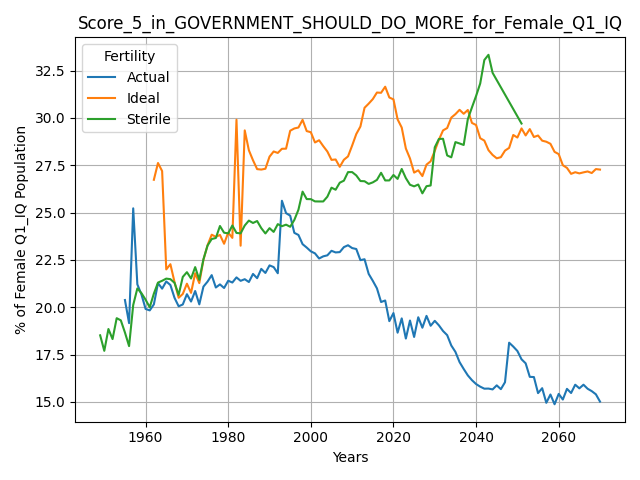 Score_5_in_GOVERNMENT_SHOULD_DO_MORE_for_Female_Q1_IQ
Fertility
Actual
Ideal
Sterile
% of Female Q1_IQ Population
32.5
30.0
27.5
25.0
22.5
20.0
17.5
15.0
1960
1980
2000
2020
2040
2060
Years